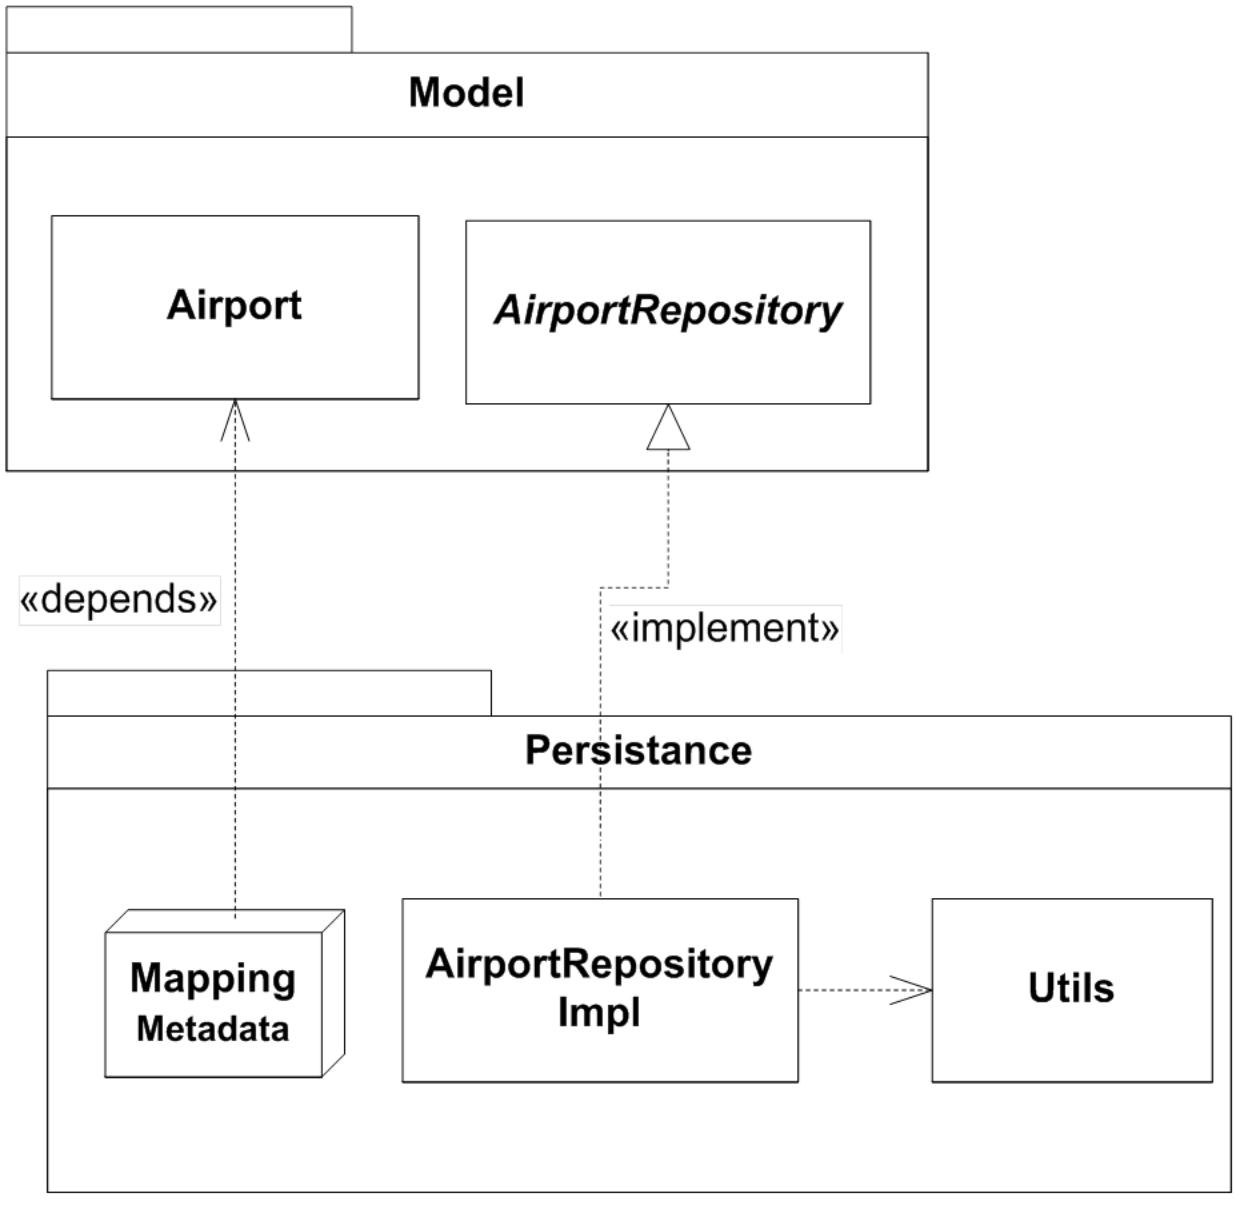 Model
Airport
AirportRepository
«depends»
«implement»
Persistance
Mapping
Metadata
AirportRepository
Impl
Utils